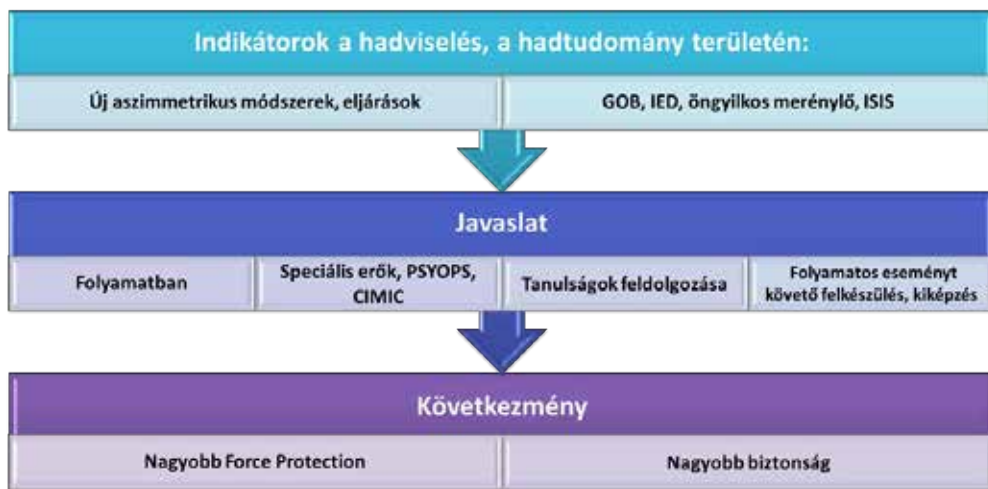 Indikátorok a hadviselés, a hadtudomány területén:
Új aszimmetrikus módszerek, eljárások
GOB, IED, öngyilkos merénylő, ISIS
Javaslat
Folyamatban
Speciális erők, PSYOPS,
CIMIC
Tanulságok feldolgozása
Folyamatos eseményt
követő felkészülés, kiképzés
Következmény
Nagyobb Force Protection
Nagyobb biztonság